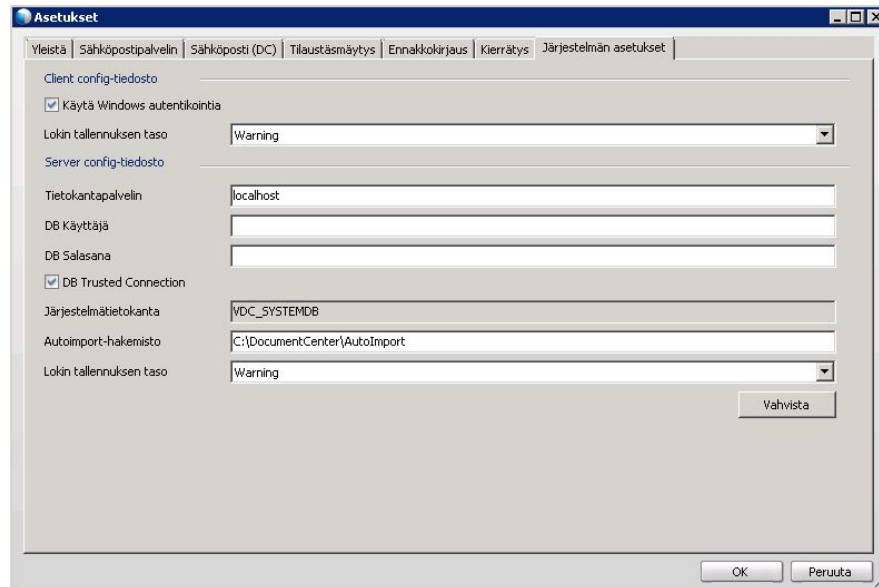 Asetukset
Yleistä Sähköpostipalvelin Sähköposti (DC) Tilaustäsmäytys Ennakkokirjaus Kierrätys Järjestelmän asetukset
Client config-tiedosto
Käytä Windows autentikointia
Lokin tallennuksen taso Warning
Server config-tiedosto
Tietokantapalvelin localhost
DB Käyttäjä
DB Salasana
DB Trusted Connection
Järjestelmätietokanta VDC_SYSTEMDB
Autoimport-hakemisto C:\DocumentCenter\AutoImport
Lokin tallennuksen taso Warning
Vahvista
OK Peruuta